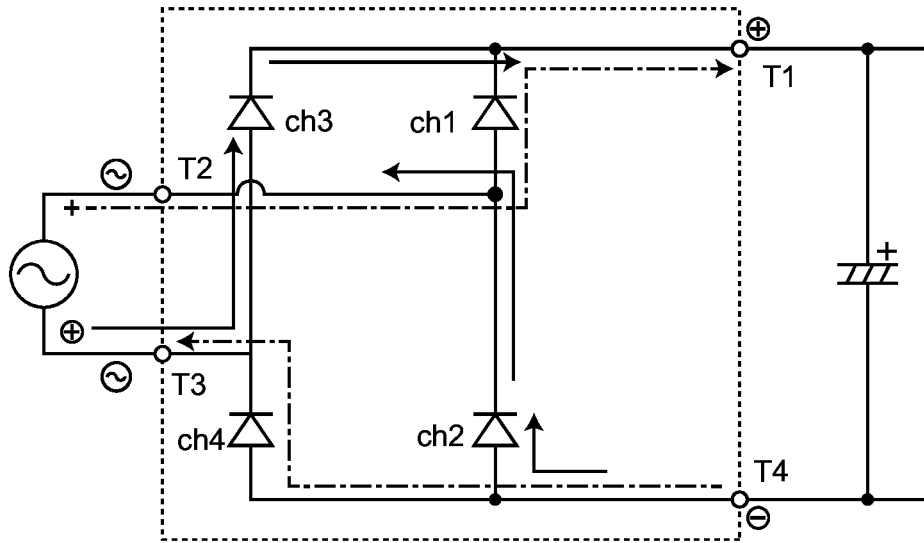 ⊕
T1
ch3
ch1
T2
+
+
⊕
T3
ch4
ch2
T4
⊖